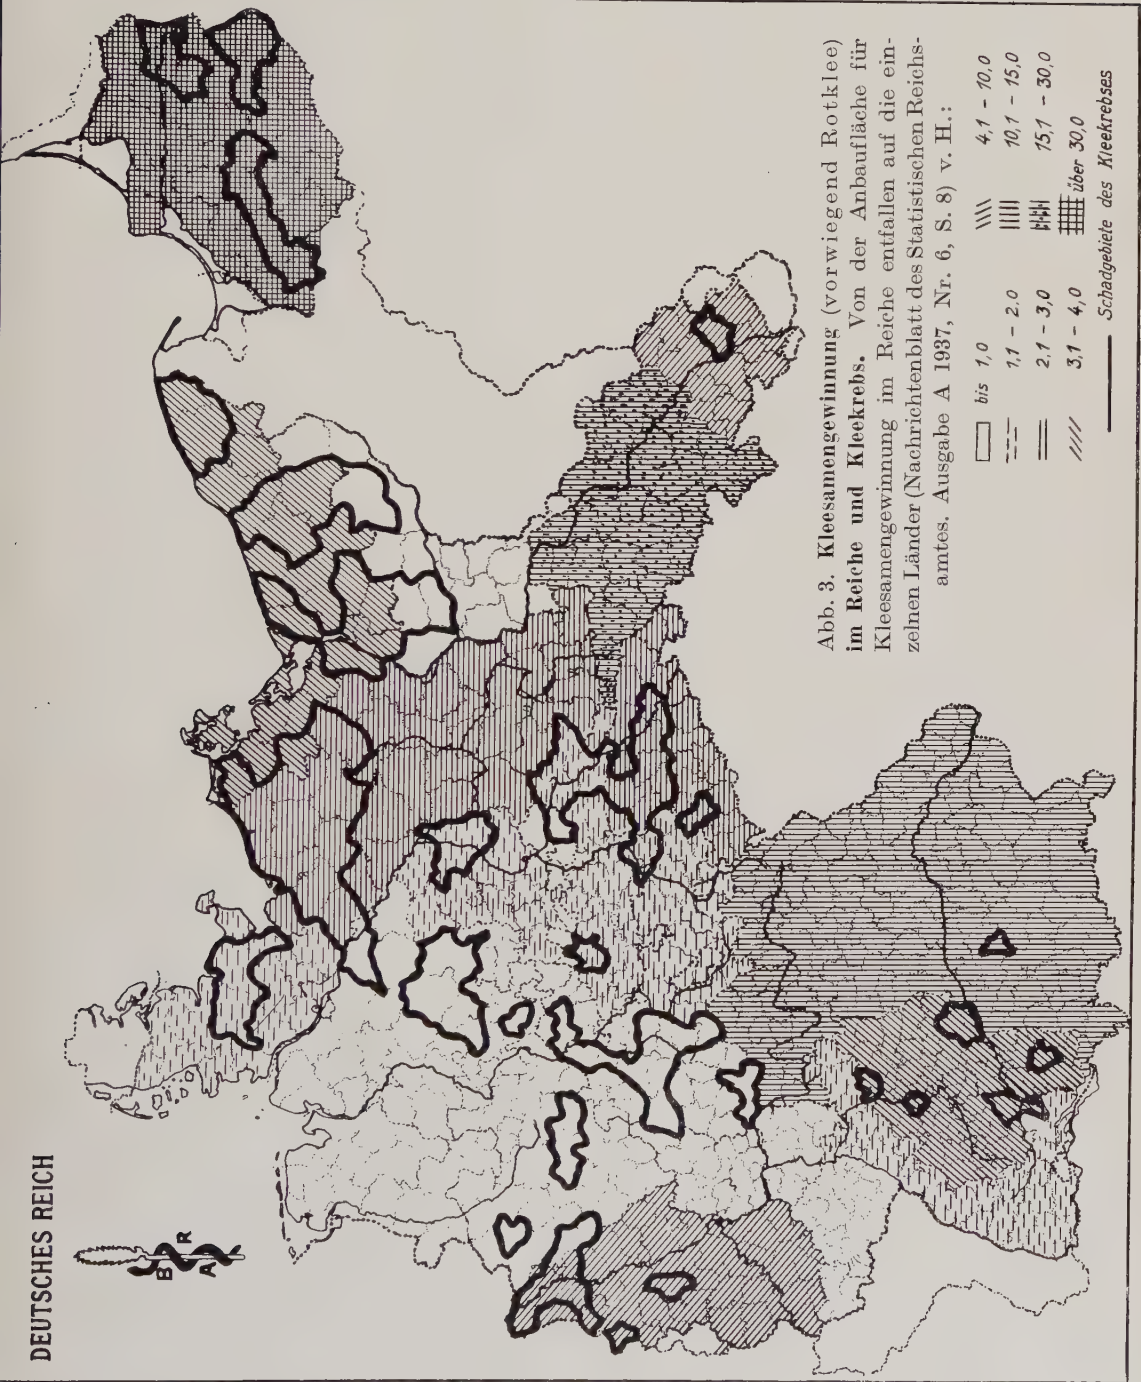 DEUTSCHES REICH
B R
A
Abb. 3. Kleesamengewinnung (vorwiegend Rotklee)
im Reiche und Kleekrebs. Von der Anbaufläche für
Kleesamengewinnung im Reiche entfallen auf die ein-
zelnen Länder (Nachrichtenblatt des Statistischen Reichs-
amtes. Ausgabe A 1937, Nr. 6, S. 8) v. H.:
bis 1,0
1,1 - 2.0
2,1 - 3,0
3,1 - 4,0
4,1 - 10,0
10,1 - 15,0
15,1 - 30,0
über 30,0
Schadgebiete des Kleekrebses